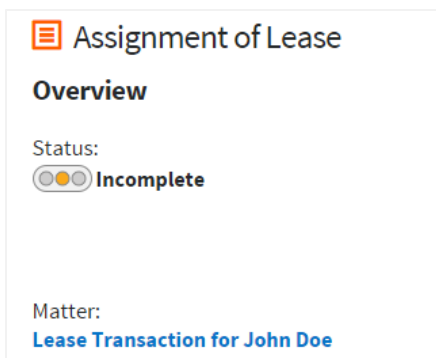 Assignment of Lease
Overview
Status:
Incomplete
Matter:
Lease Transaction for John Doe